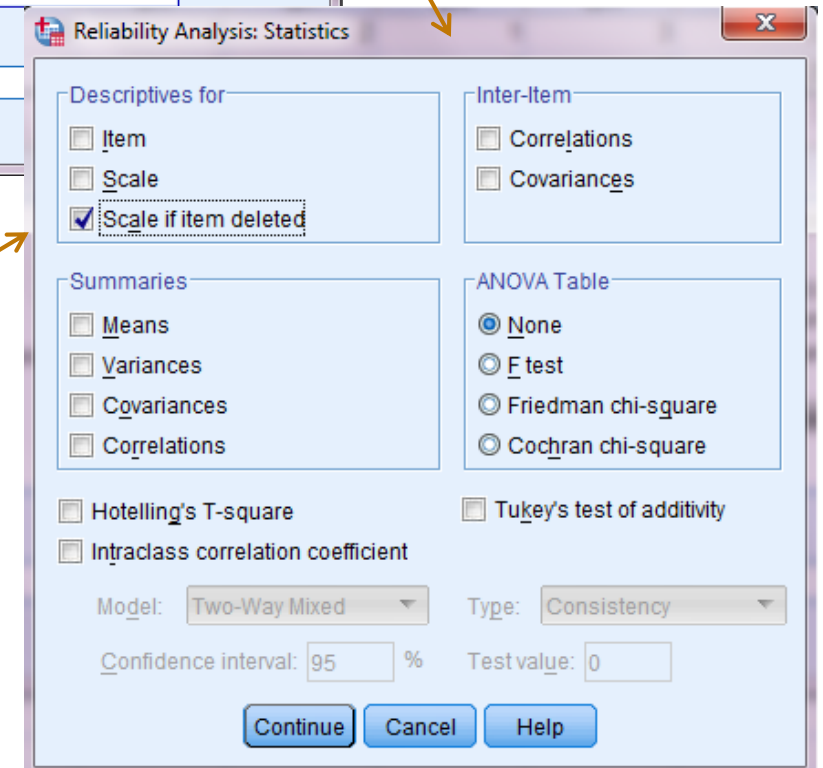 Reliability Analysis: Statistics
Descriptives for
Item
Scale
Scale if item deleted
Inter-Item
Correlations
Covariances
Summaries
Means
Variances
Covariances
Correlations
ANOVA Table
None
F test
Friedman chi-square
Cochran chi-square
Hotelling's T-square
Tukey's test of additivity
Intraclass correlation coefficient
Model: Two-Way Mixed Type: Consistency
Confidence interval: 95 % Test value: 0
Continue Cancel Help